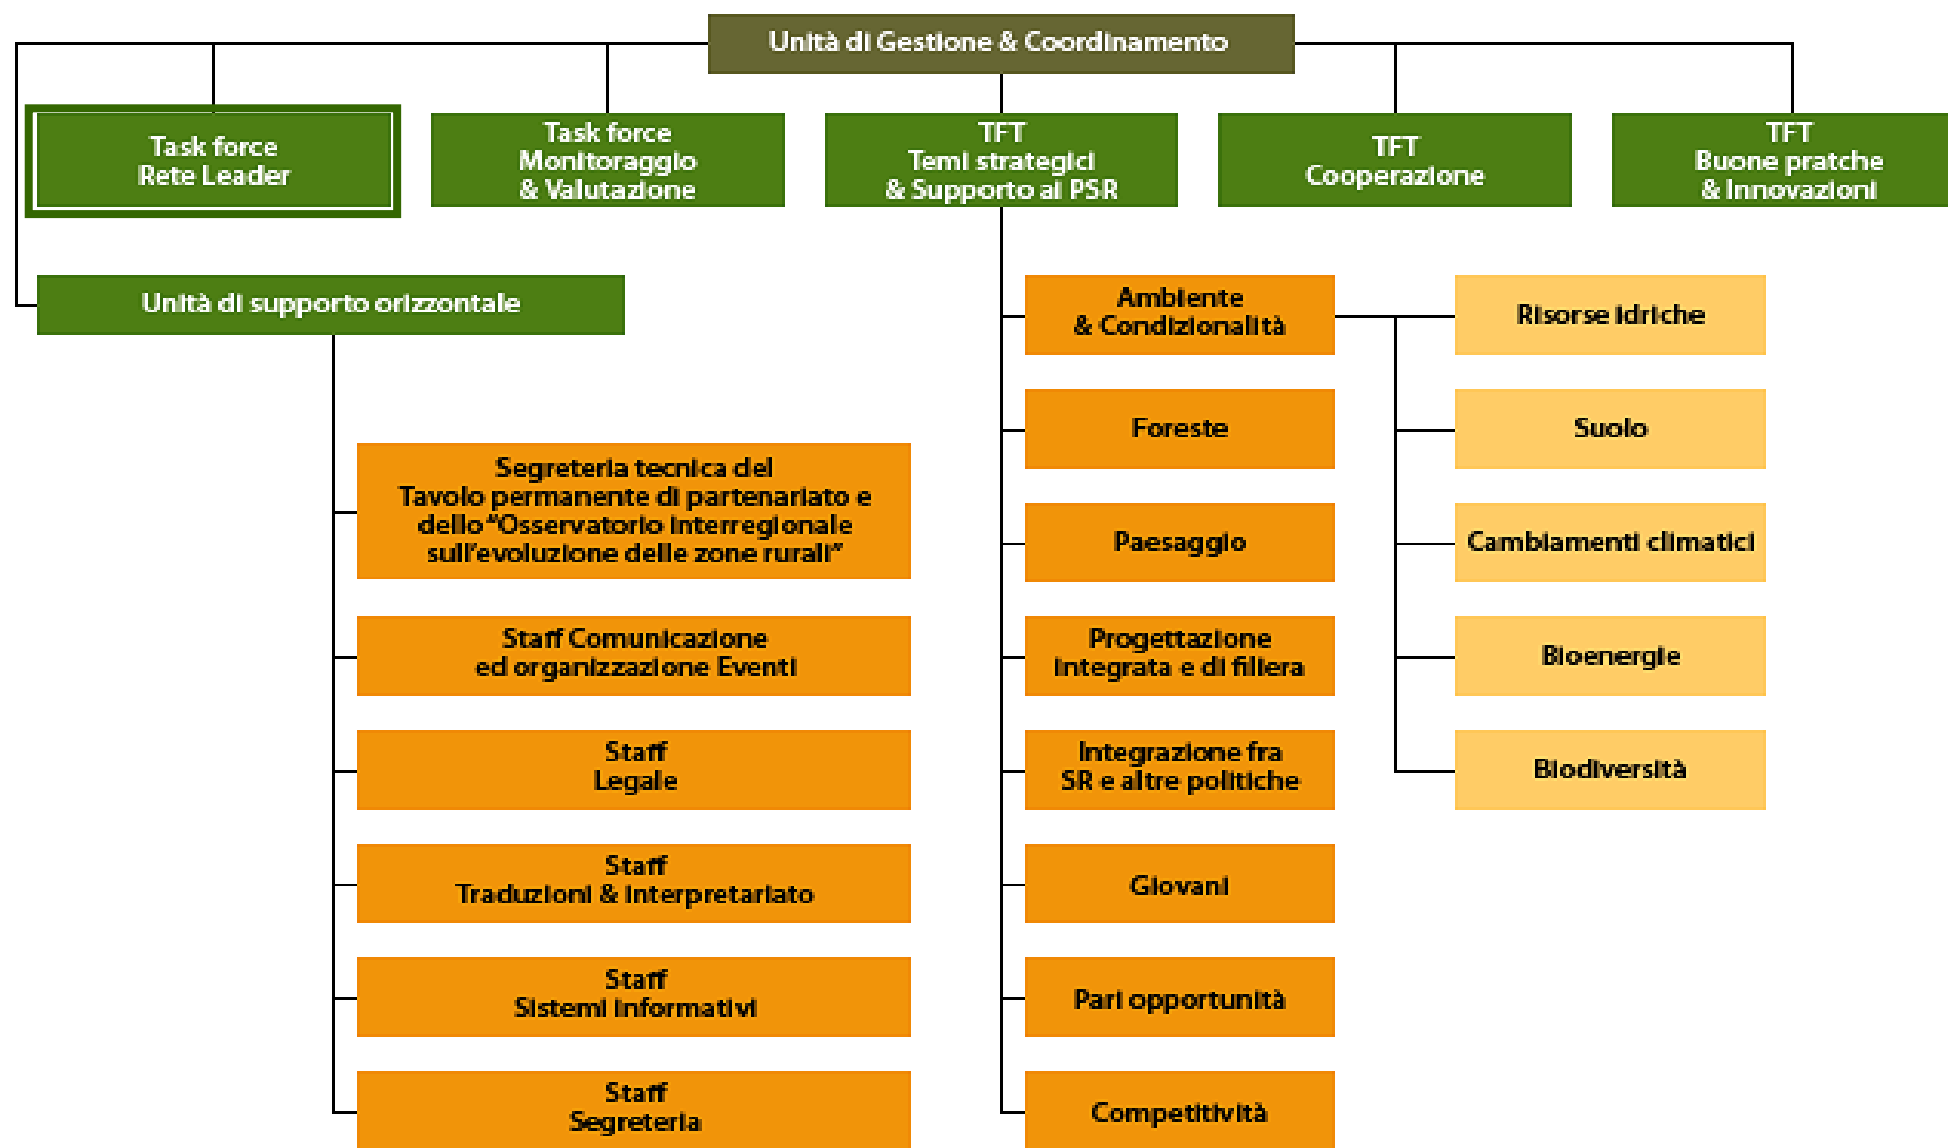 Unità di Gestione & Coordinamento
Task force
Rete Leader
Task force
Monitoraggio
& Valutazione
TFT
Temi strategici
& Supporto ai PSR
TFT
Cooperazione
TFT
Buone pratche
& Innovazioni
Unità di supporto orizzontale
Segreteria tecnica del
Tavolo permanente di partenariato e
dello “Osservatorio interregionale
sull’evoluzione delle zone rurali”
Staff Comunicazione
ed organizzazione Eventi
Staff
Legale
Staff
Traduzioni & interpretariato
Staff
Sistemi informativi
Staff
Segreteria
Ambiente
& Condizionalità
Foreste
Paesaggio
Progettazione
integrata e di filiera
Integrazione fra
SR e altre politiche
Giovani
Pari opportunità
Competitività
Risorse idriche
Suolo
Cambiamenti climatici
Bioenergie
Biodiversità